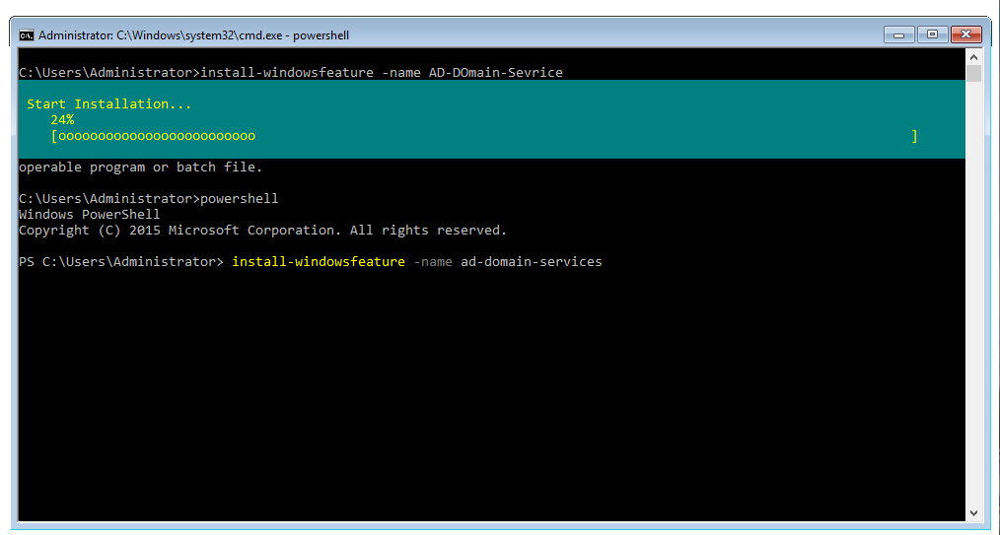 Administrator: C:\Windows\system32\cmd.exe - powershell
C:\Users\Administrator>install-windowsfeature -name AD-DOmain-Sevrice
Start Installation...
24%
[ooooooooooooooooooooooooo ]
operable program or batch file.
C:\Users\Administrator>powershell
Windows PowerShell
Copyright (C) 2015 Microsoft Corporation. All rights reserved.
PS C:\Users\Administrator> install-windowsfeature -name ad-domain-services